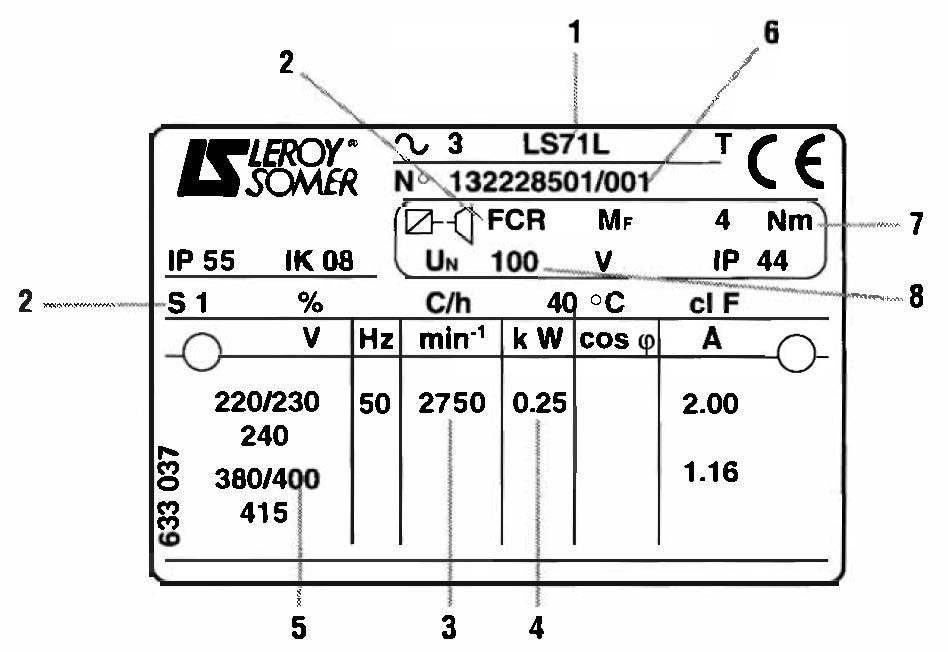 1
6
2
LEROY®
SOMER
3 LS71L T CE
N° 132228501/001
FCR MF 4 Nm
7
IP 55 IK 08
UN 100 V IP 44
8
2
S 1 % C/h 40 °C cl F
V Hz min-1 k W cos φ A
220/230 50 2750 0.25 2.00
240
380/400 1.16
415
633 037
5 3 4